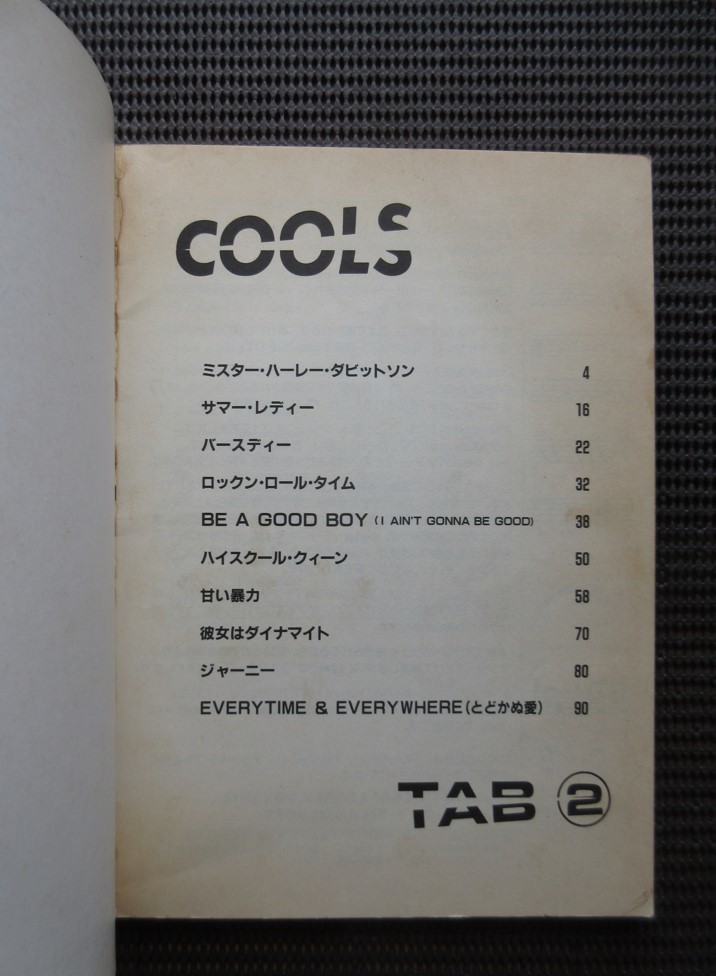 COOLS
ミスター・ハーレー・ダビットソン 4
サマー・レディー 16
バースディー 22
ロックン・ロール・タイム 32
BE A GOOD BOY (I AIN'T GONNA BE GOOD) 38
ハイスクール・クィーン 50
甘い暴力 58
彼女はダイナマイト 70
ジャーニー 80
EVERYTIME & EVERYWHERE(とどかぬ愛) 90
TAB ②